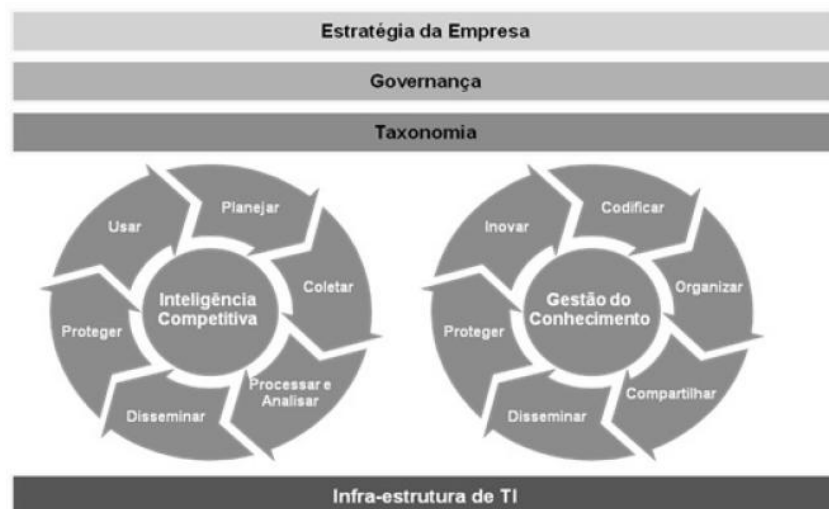 Estratégia da Empresa
Governança
Taxonomia
Usar
Planejar
Coletar
Processar e
Analisar
Disseminar
Proteger
Inteligência
Competitiva
Inovar
Codificar
Organizar
Compartilhar
Disseminar
Proteger
Gestão do
Conhecimento
Infra-estrutura de TI